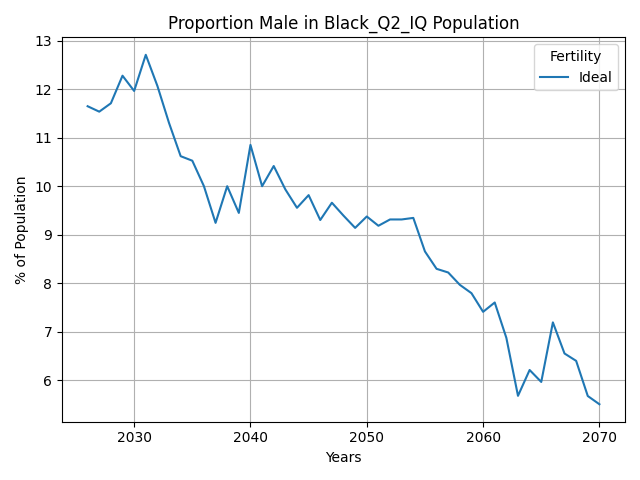 Proportion Male in Black_Q2_IQ Population
Fertility
Ideal
% of Population
13
12
11
10
9
8
7
6
2030
2040
2050
2060
2070
Years